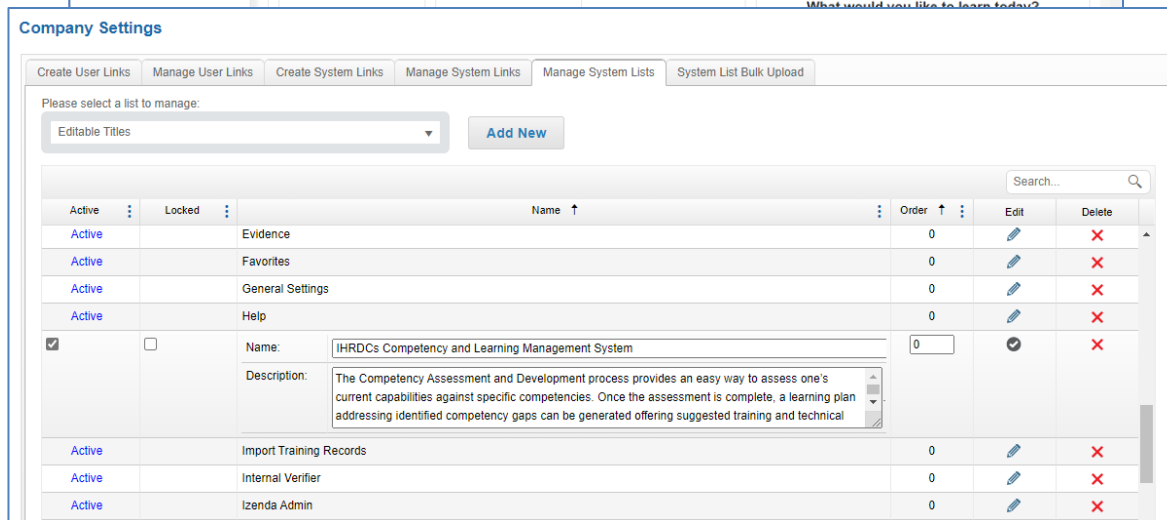 What would you like to learn today?
Company Settings
Create User Links Manage User Links Create System Links Manage System Links Manage System Lists System List Bulk Upload
Please select a list to manage:
Editable Titles Add New
Search...
Active Locked Name Order Edit Delete
Active Evidence 0
Active Favorites 0
Active General Settings 0
Active Help 0
Name: IHRDCs Competency and Learning Management System 0
Description: The Competency Assessment and Development process provides an easy way to assess one's
current capabilities against specific competencies. Once the assessment is complete, a learning plan
addressing identified competency gaps can be generated offering suggested training and technical
Active Import Training Records 0
Active Internal Verifier 0
Active Izenda Admin 0